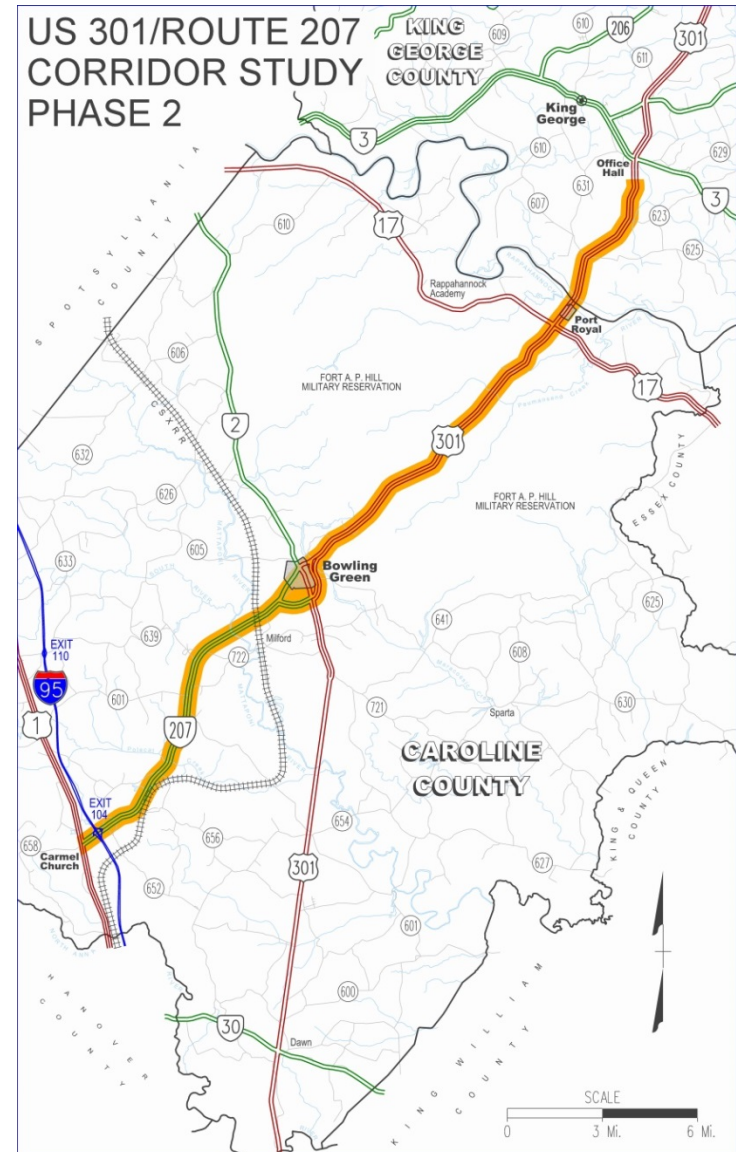 US 301/ROUTE 207
CORRIDOR STUDY
PHASE 2
KING
GEORGE
COUNTY
609
610
206
301
611
King
George
3
610
Office
Hall
629
631
607
623
3
625
SPOTSYLVANIA
COUNTY
610
17
Rappahannock
Academy
Port
Royal
17
606
CSXRR
FORT A. P. HILL
MILITARY RESERVATION
2
301
632
626
FORT A. P. HILL
MILITARY RESERVATION
ESSEX COUNTY
605
633
Bowling
Green
625
641
EXIT
110
639
Milford
722
608
95
601
1
207
721
Sparta
630
CAROLINE
COUNTY
KING & QUEEN
COUNTY
EXIT
104
658
Carmel
Church
656
654
652
301
627
601
HANOVER
COUNTY
600
30
Dawn
KING WILLIAM
COUNTY
SCALE
0 3 Mi. 6 Mi.